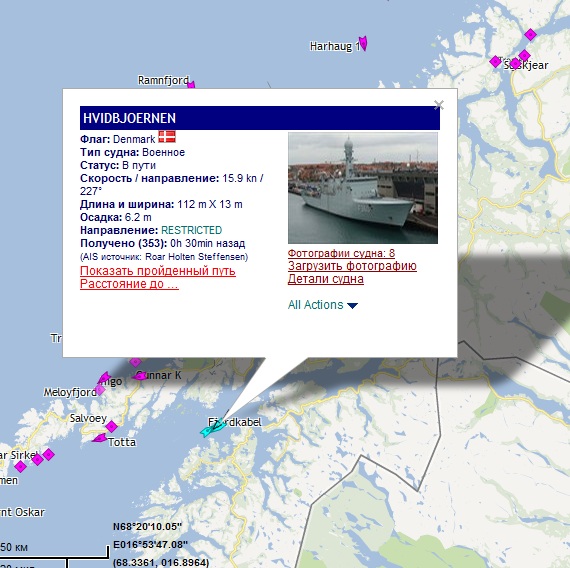 Harhaug 1
Sjøskjear
Ramnfjord
HVIDBJOERNEN
Флаг: Denmark
Тип судна: Военное
Статус: В пути
Скорость / направление: 15.9 kn /
227°
Длина и ширина: 112 m X 13 m
Осадка: 6.2 m
Направление: RESTRICTED
Получено (353): 0h 30min назад
(AIS источник: Roar Holten Steffensen)
Показать пройденный путь
Расстояние до ...
Фотографии судна: 8
Загрузить фотографию
Детали судна
All Actions
Tr
Gunnar K
Meloyfjord
Salvoey
Fjordkabel
Totta
ar Sirkel
men
nt Oskar
50 км
N68°20'10.05"
E016°53'47.08"
(68.3361, 016.8964)